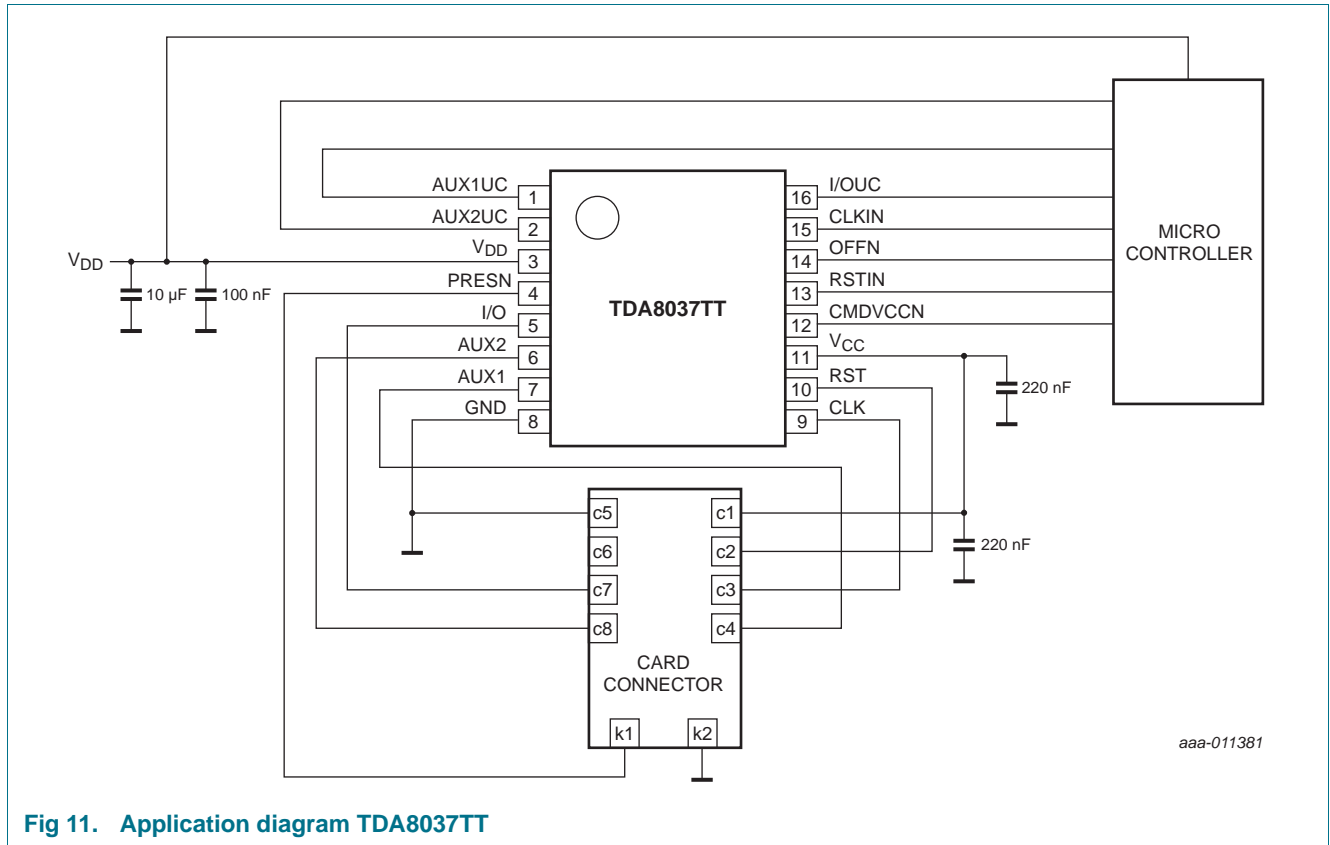 AUX1UC
1
AUX2UC
2
VDD
VDD
3
10 µF
100 nF
PRESN
4
I/O
5
AUX2
6
AUX1
7
GND
8
TDA8037TT
I/OUC
16
CLKIN
15
OFFN
14
RSTIN
13
CMDVCCN
12
VCC
11
RST
10
CLK
9
MICRO
CONTROLLER
220 nF
c5
c1
c6
c2
220 nF
c7
c3
c8
c4
CARD
CONNECTOR
k1
k2
aaa-011381
Fig 11. Application diagram TDA8037TT